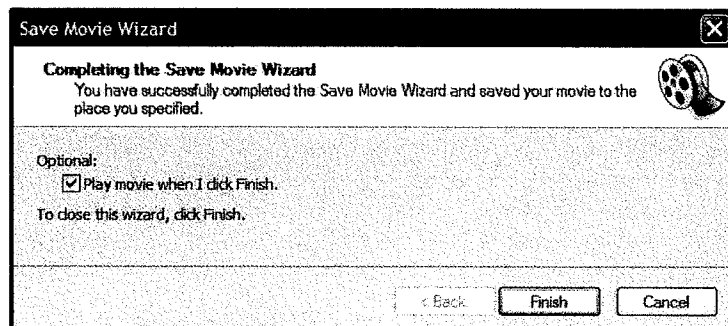 Save Movie Wizard
Completing the Save Movie Wizard
You have successfully completed the Save Movie Wizard and saved your movie to the
place you specified.
Optional:
Play movie when I click Finish.
To close this wizard, click Finish.
< Back Finish Cancel